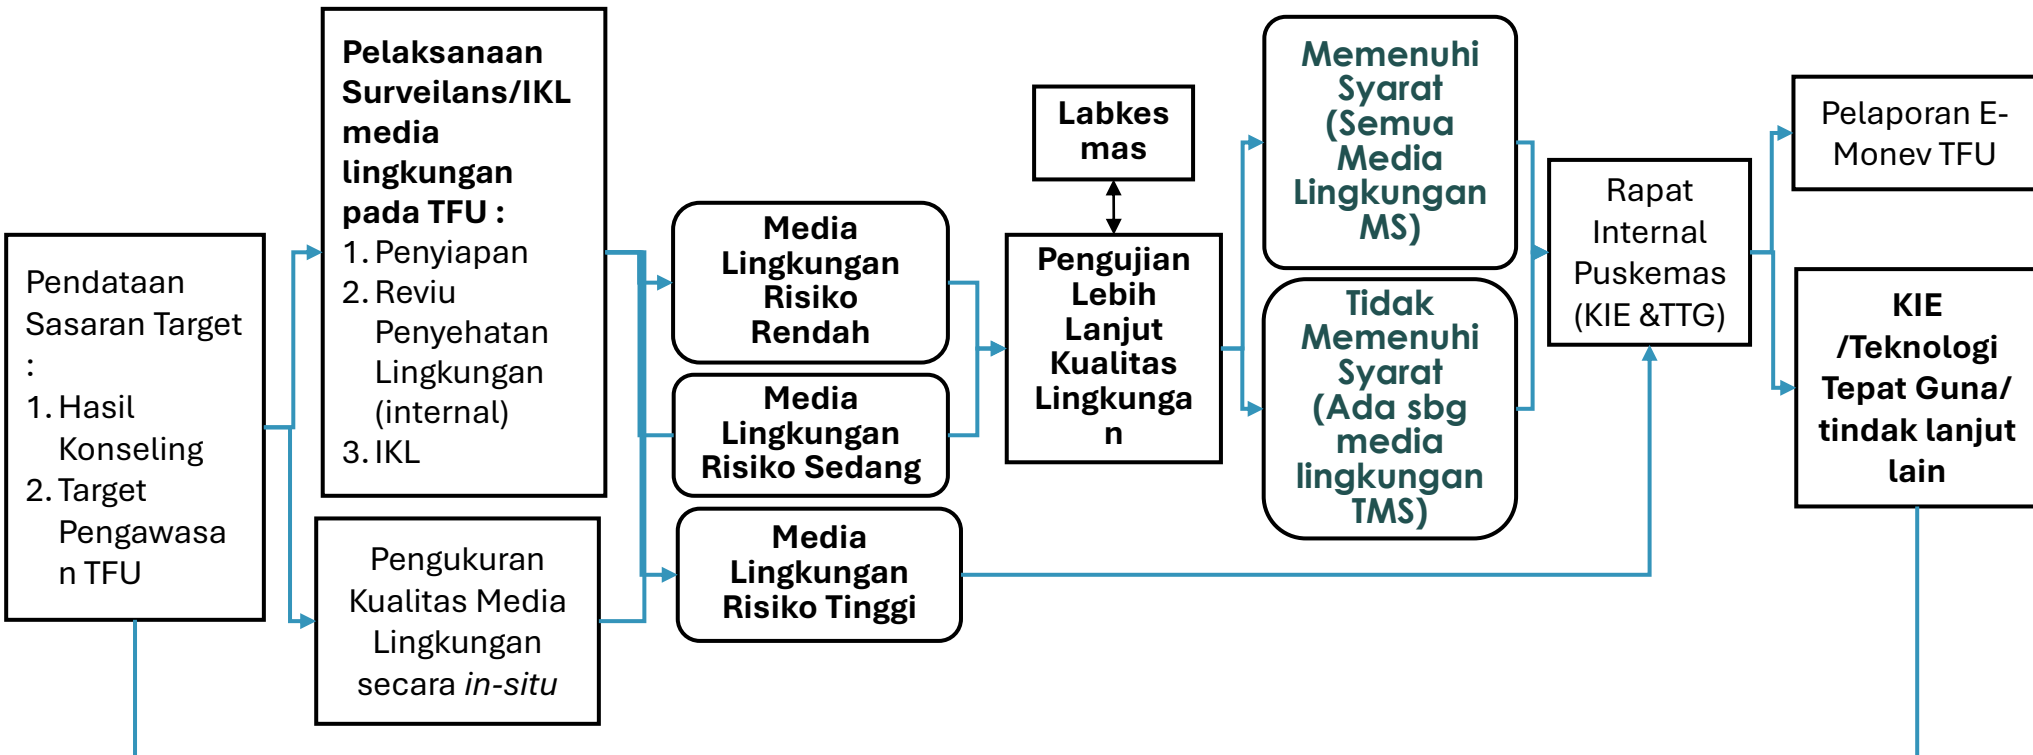 Pendataan
Sasaran Target
:
1. Hasil
Konseling
2. Target
Pengawasa
n TFU
Pelaksanaan
Surveilans/IKL
media
lingkungan
pada TFU :
1. Penyiapan
2. Reviu
Penyehatan
Lingkungan
(internal)
3. IKL
Pengukuran
Kualitas Media
Lingkungan
secara in-situ
Media
Lingkungan
Risiko
Rendah
Media
Lingkungan
Risiko Sedang
Media
Lingkungan
Risiko Tinggi
Labkes
mas
Pengujian
Lebih
Lanjut
Kualitas
Lingkunga
n
Memenuhi
Syarat
(Semua
Media
Lingkungan
MS)
Tidak
Memenuhi
Syarat
(Ada sbg
media
lingkungan
TMS)
Rapat
Internal
Puskemas
(KIE &TTG)
Pelaporan E-
Monev TFU
KIE
/Teknologi
Tepat Guna/
tindak lanjut
lain